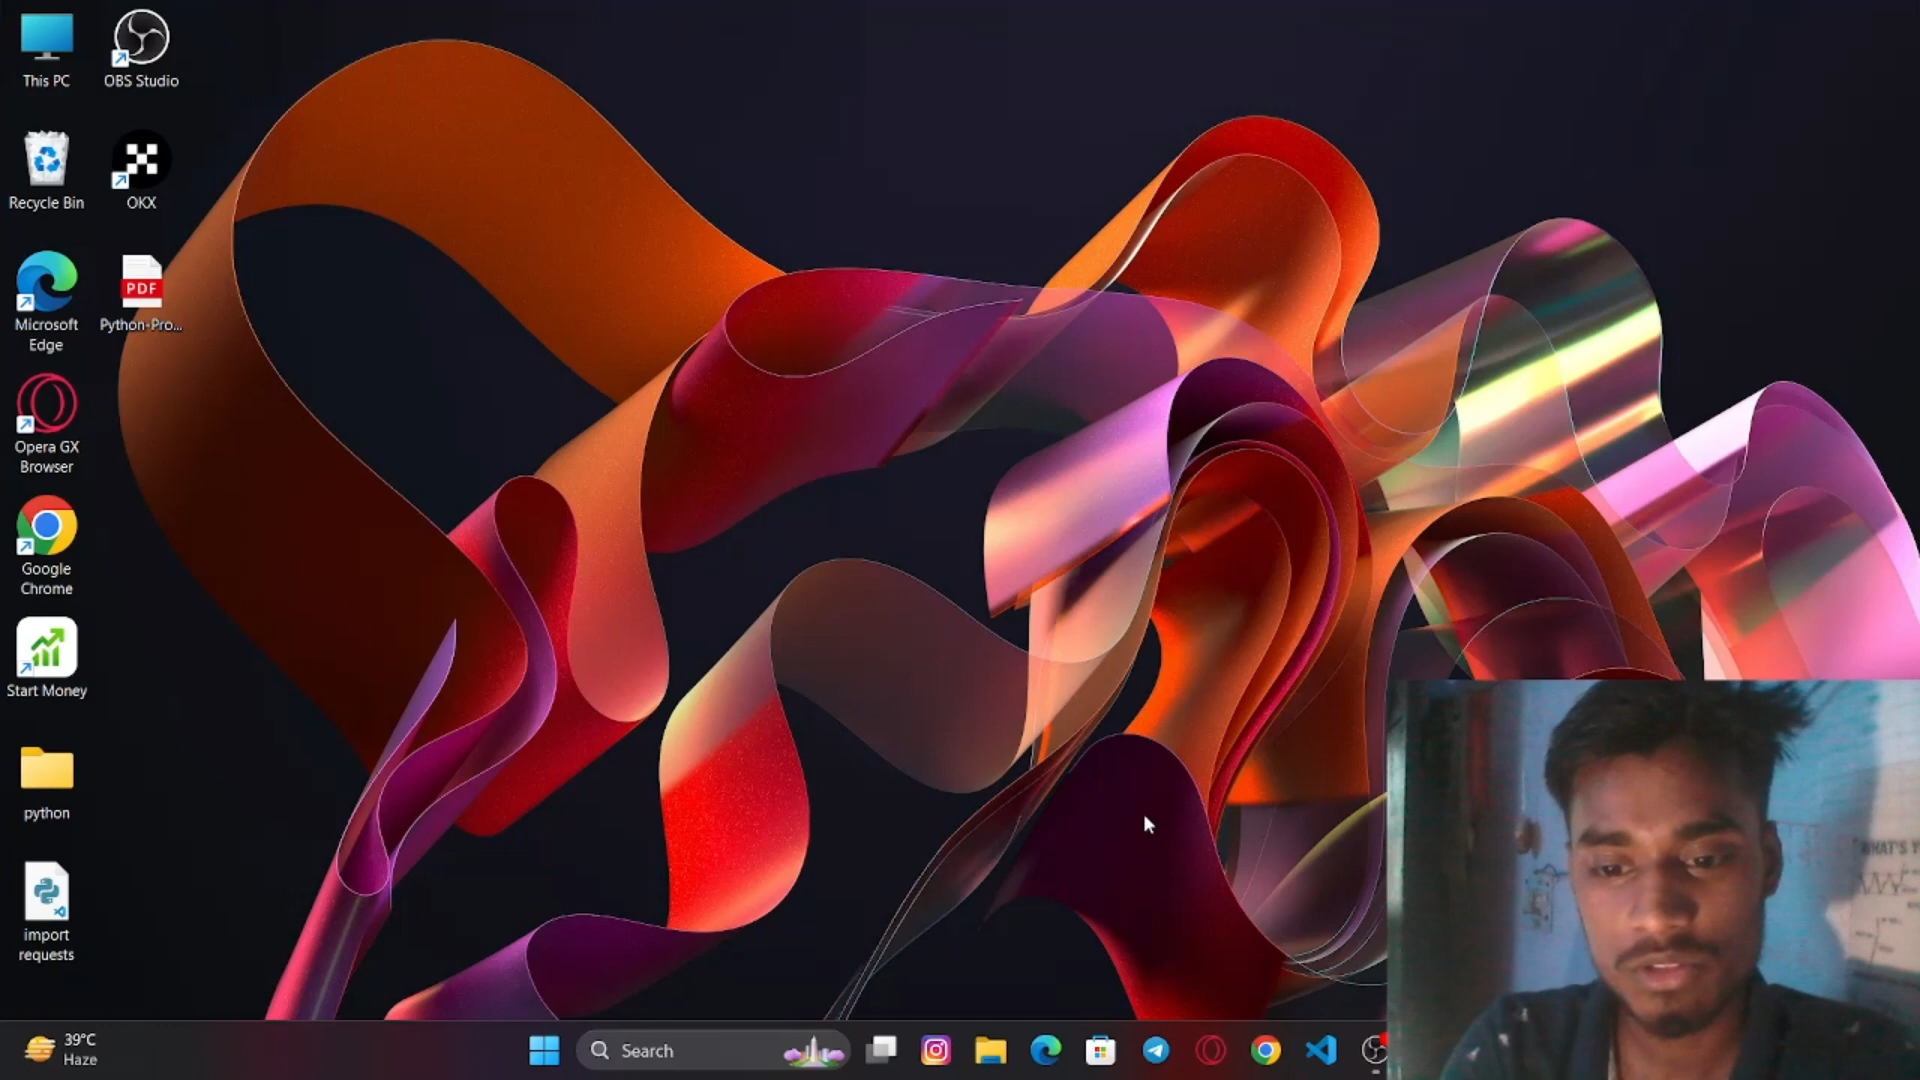 This PC
OBS Studio
Recycle Bin
OKX
Microsoft
Edge
PDF
Python-Pro...
Opera GX
Browser
Google
Chrome
Start Money
python
import
requests
39°C
Haze
Search
WHAT'S